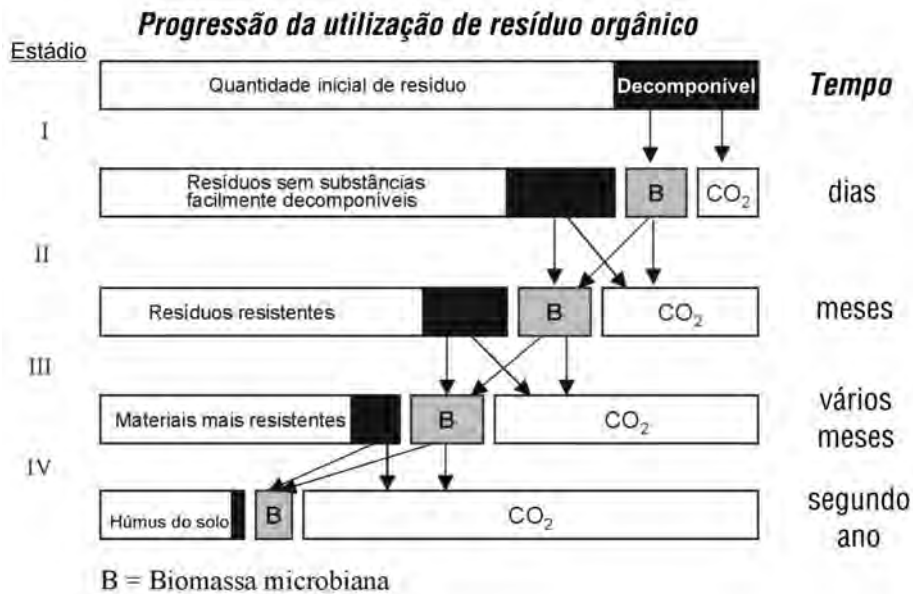 Progressão da utilização de resíduo orgânico
Estádio
Quantidade inicial de resíduo
Decomponível
Tempo
I
Resíduos sem substâncias
facilmente decomponíveis
B
CO2
dias
II
Resíduos resistentes
B
CO2
meses
III
Materiais mais resistentes
B
CO2
vários
meses
IV
Húmus do solo
B
CO2
segundo
ano
B = Biomassa microbiana